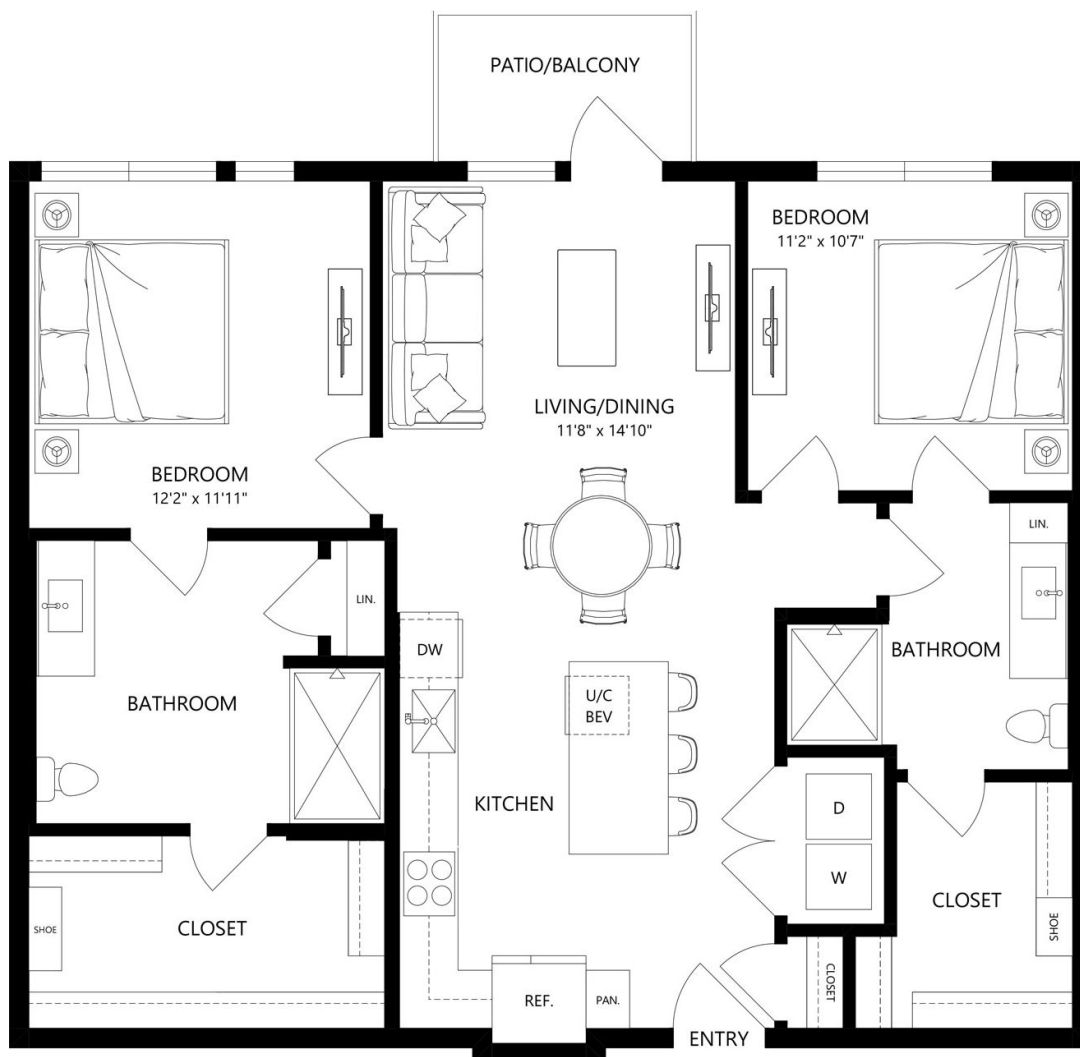 PATIO/BALCONY
BEDROOM
11'2" x 10'7"
LIVING/DINING
11'8" x 14'10"
BEDROOM
12'2" x 11'11"
LIN.
LIN.
DW
BATHROOM
U/C
BEV
BATHROOM
KITCHEN
D
W
CLOSET
SHOE
CLOSET
SHOE
CLOSET
REF.
PAN.
ENTRY